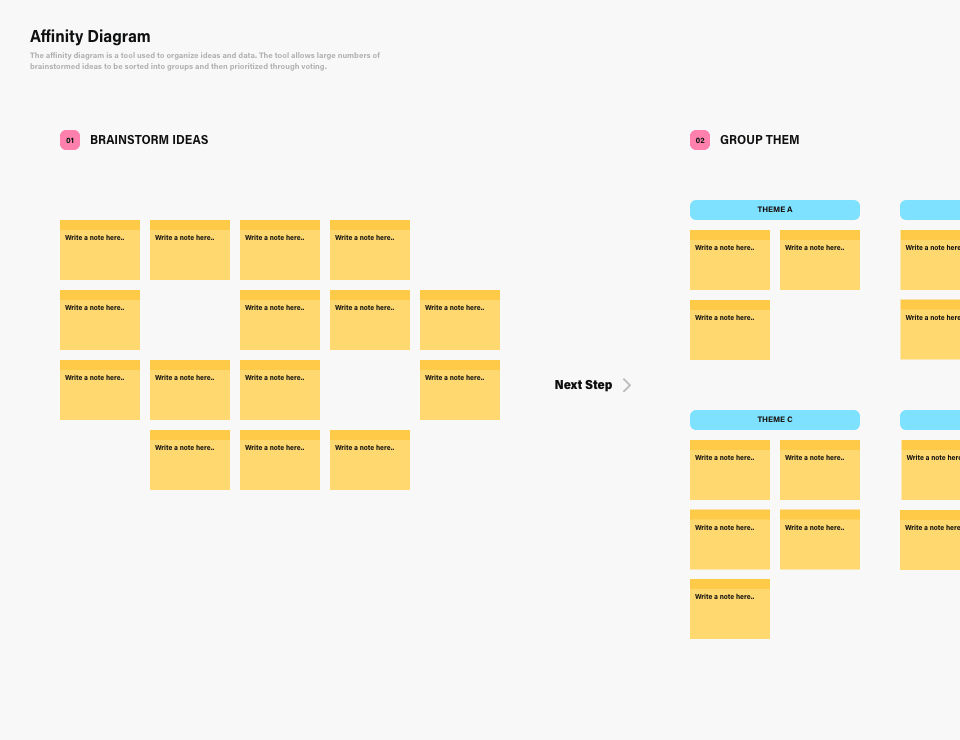 Affinity Diagram
The affinity diagram is a tool used to organize ideas and data. The tool allows large numbers of
brainstormed ideas to be sorted into groups and then prioritized through voting.
01 BRAINSTORM IDEAS
Write a note here.. Write a note here.. Write a note here.. Write a note here..
Write a note here.. Write a note here.. Write a note here.. Write a note here..
Write a note here.. Write a note here.. Write a note here.. Write a note here..
Write a note here.. Write a note here.. Write a note here..
Next Step
02 GROUP THEM
THEME A
Write a note here.. Write a note here..
Write a note here..
Write a note here
Write a note here
THEME C
Write a note here.. Write a note here..
Write a note here.. Write a note here..
Write a note here..
Write a note here
Write a note here